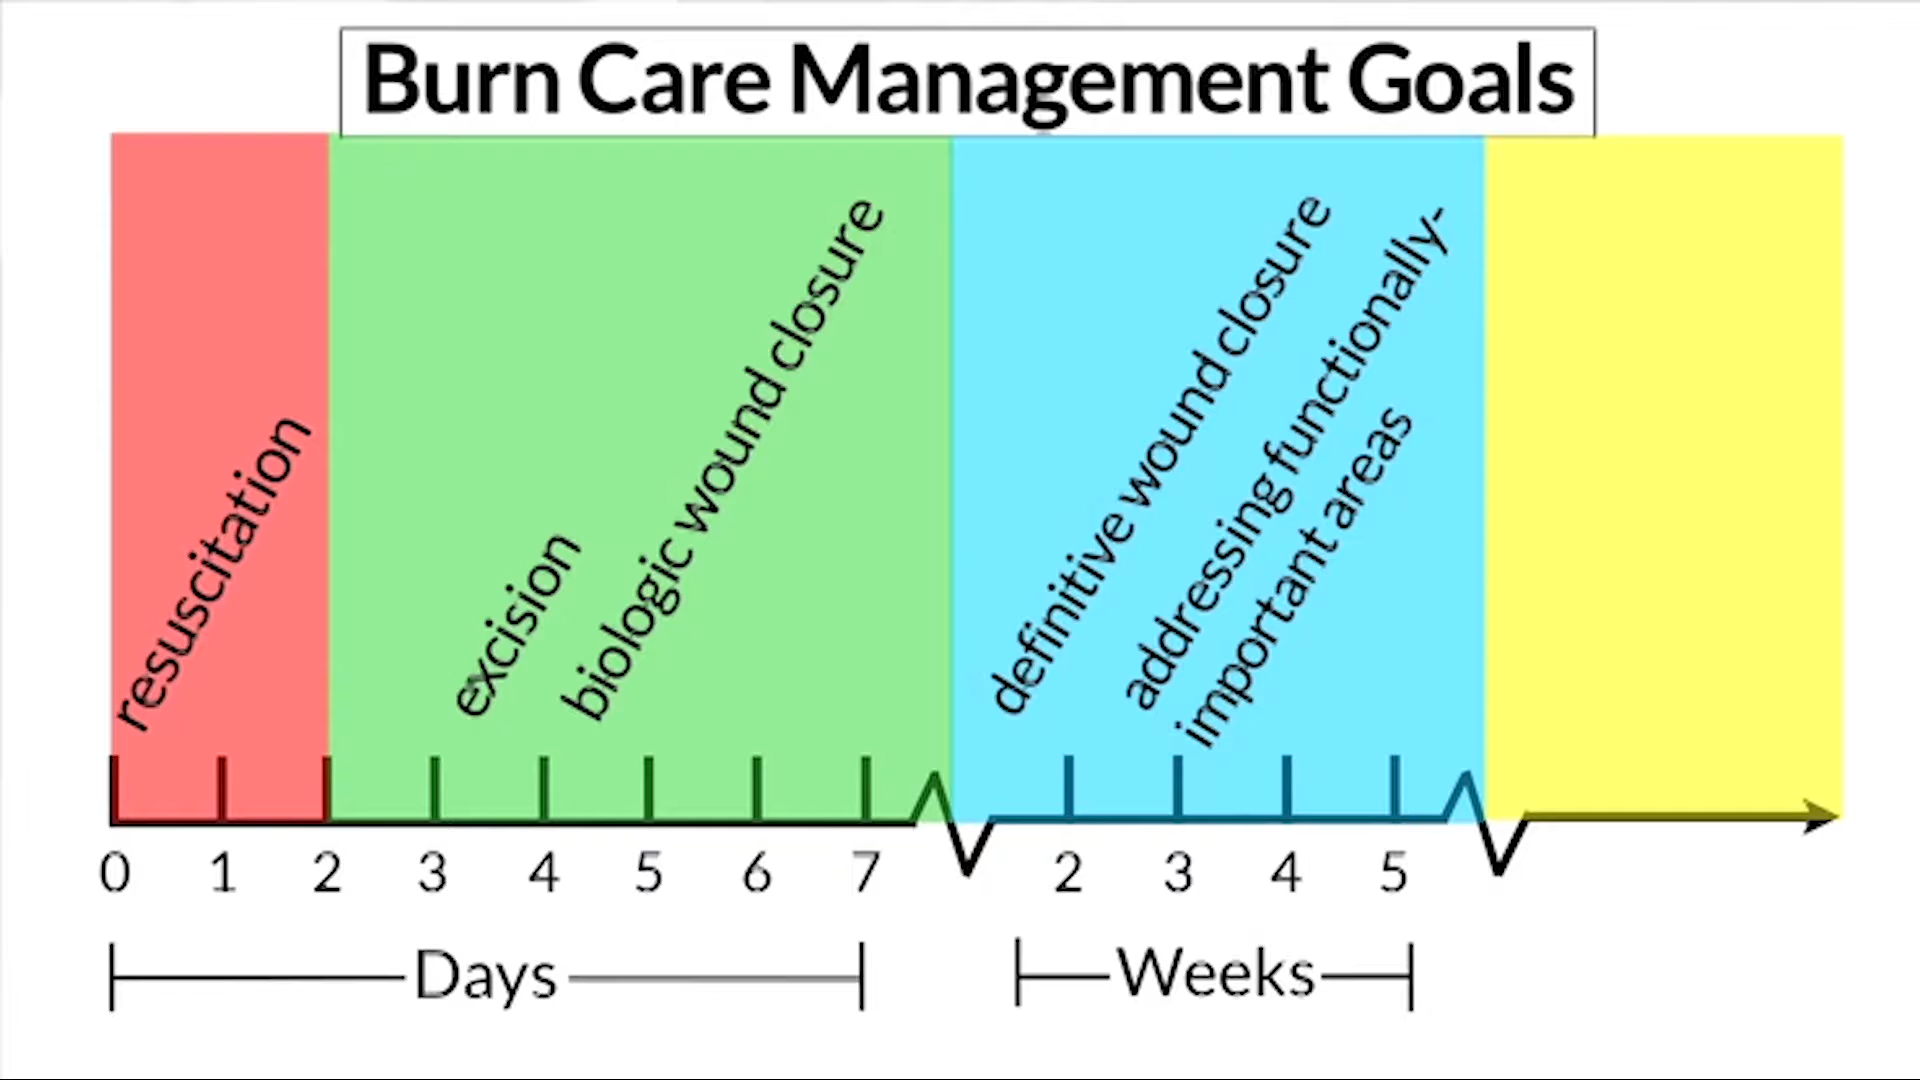 Burn Care Management Goals
resuscitation
excision
biologic wound closure
definitive wound closure
addressing functionally-
important areas
0 1 2 3 4 5 6 7 2 3 4 5
Days Weeks